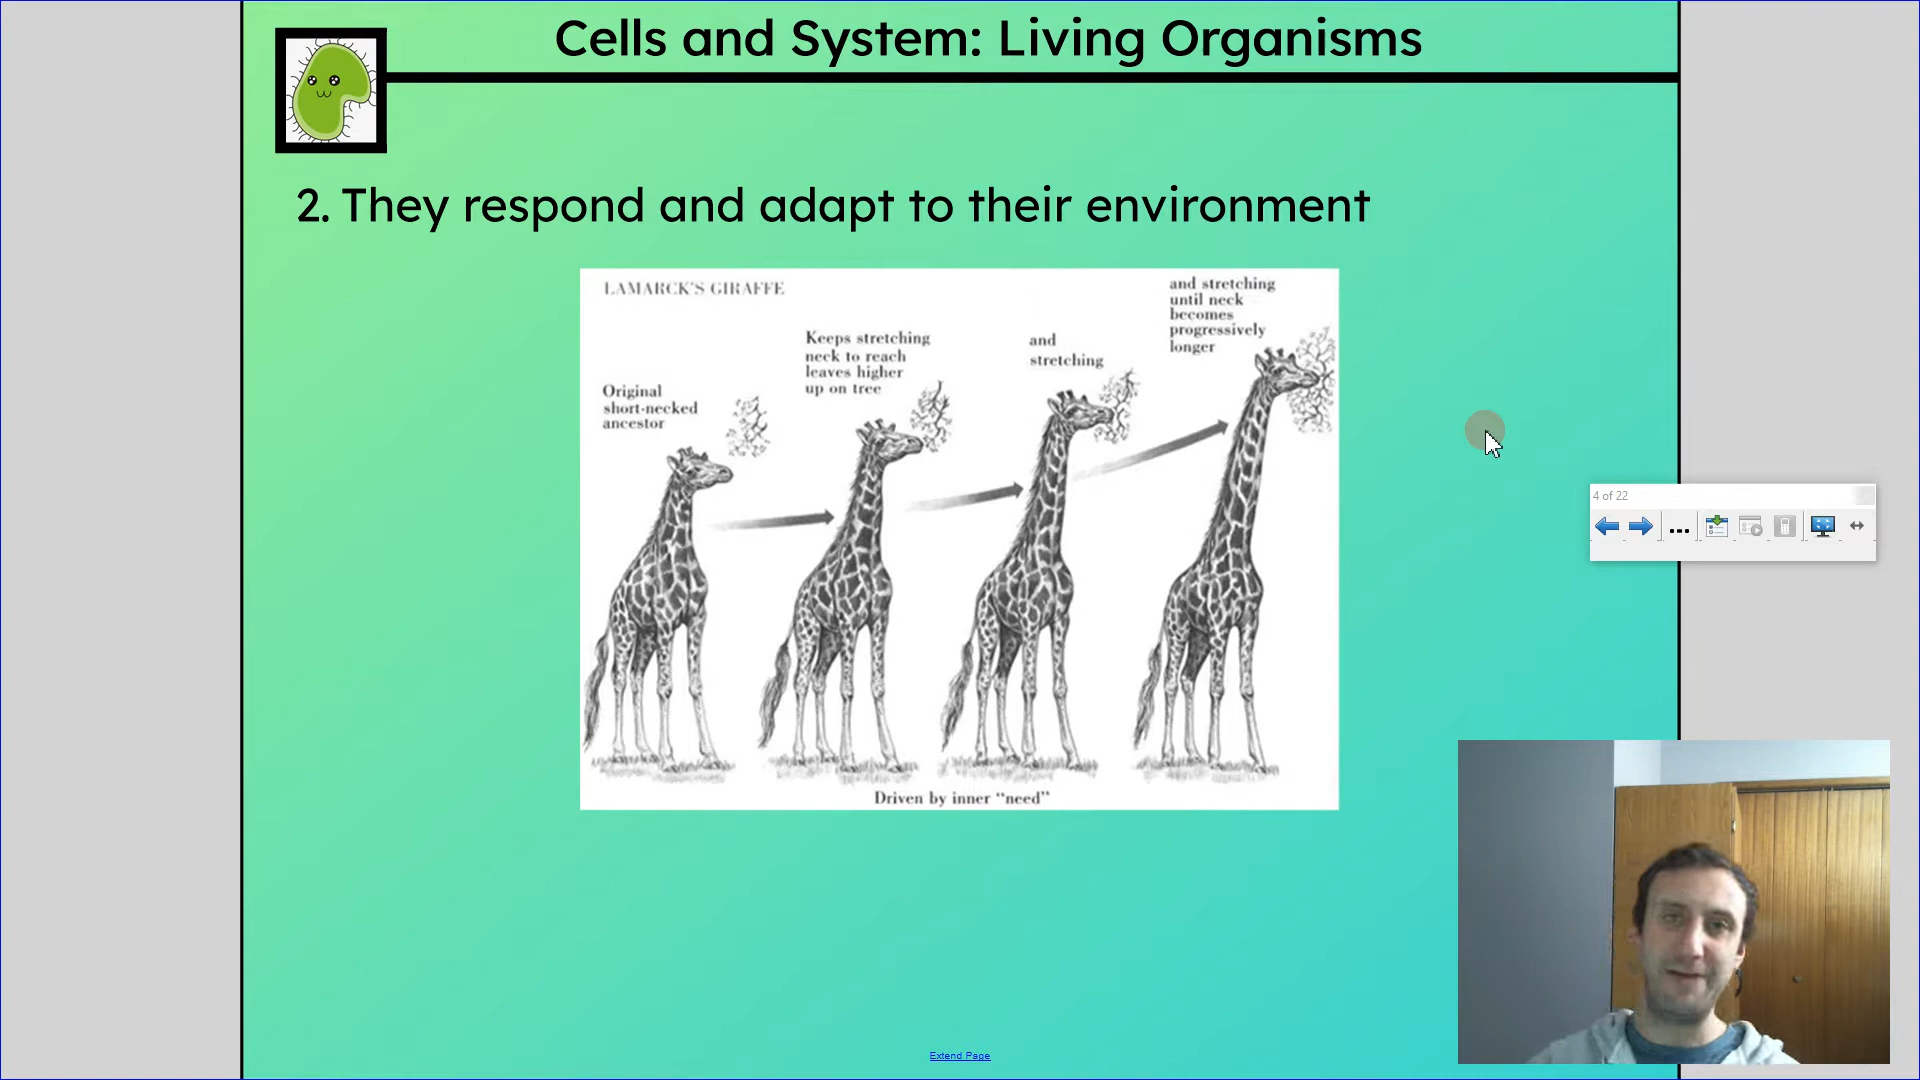 Cells and System: Living Organisms
2. They respond and adapt to their environment
LAMARCK'S GIRAFFE
Original
short-necked
ancestor
Keeps stretching
neck to reach
leaves higher
up on tree
and
stretching
and stretching
until neck
becomes
progressively
longer
Driven by inner “need”
4 of 22
...
Extend Page